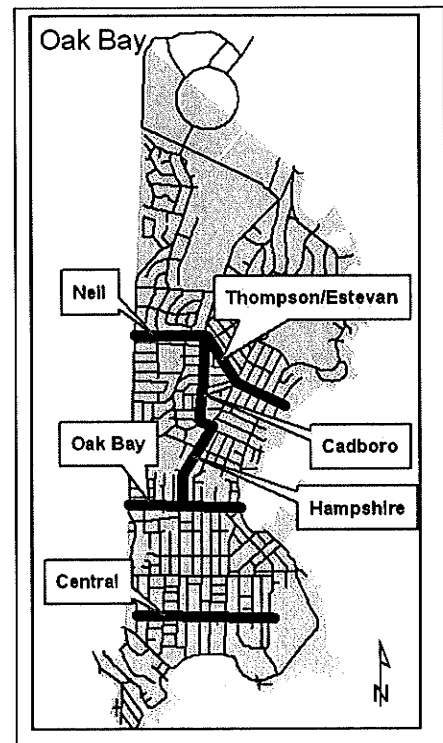 Oak Bay
Neil
Thompson/Estevan
Oak Bay
Cadboro
Hampshire
Central
N